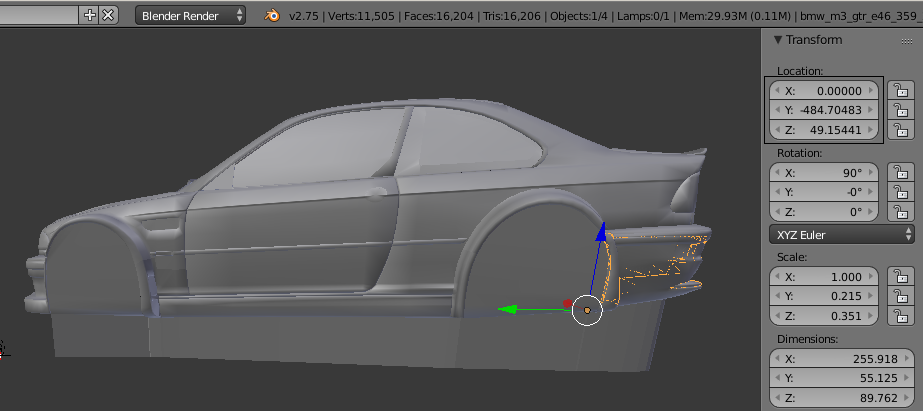 Blender Render
v2.75 | Verts:11,505 | Faces:16,204 | Tris:16,206 | Objects:1/4 | Lamps:0/1 | Mem:29.93M (0.11M) | bmw_m3_gtr_e46_359_
Transform
Location:
X: 0.00000
Y: -484.70483
Z: 49.15441
Rotation:
X: 90°
Y: -0°
Z: 0°
XYZ Euler
Scale:
X: 1.000
Y: 0.215
Z: 0.351
Dimensions:
X: 255.918
Y: 55.125
Z: 89.762